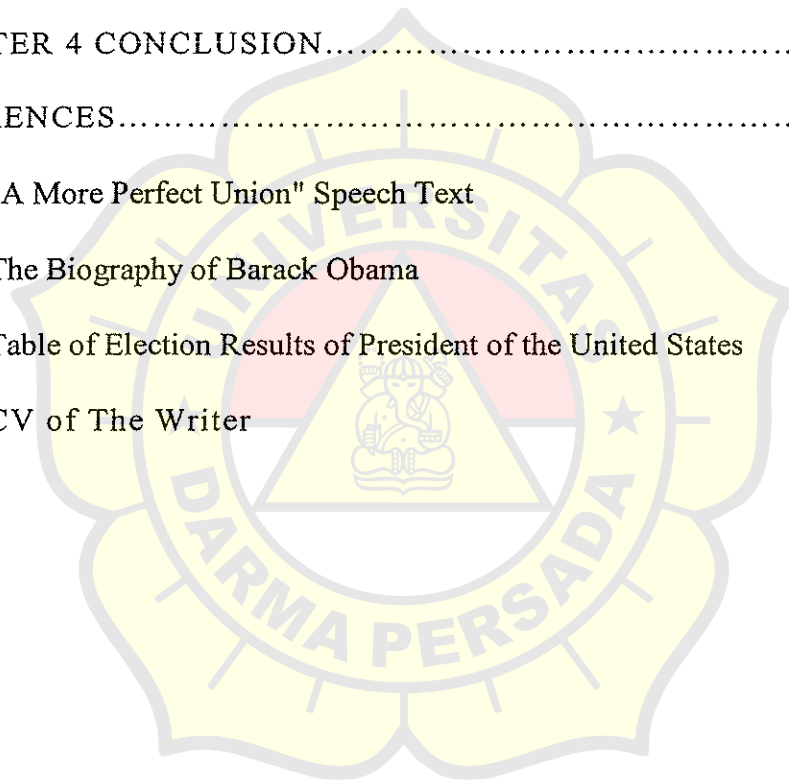 TER 4 CONCLUSION................................................
RENCES................................................................
A More Perfect Union" Speech Text
The Biography of Barack Obama
Table of Election Results of President of the United States
CV of The Writer
UNIVERSITAS
DARMA PERSADA